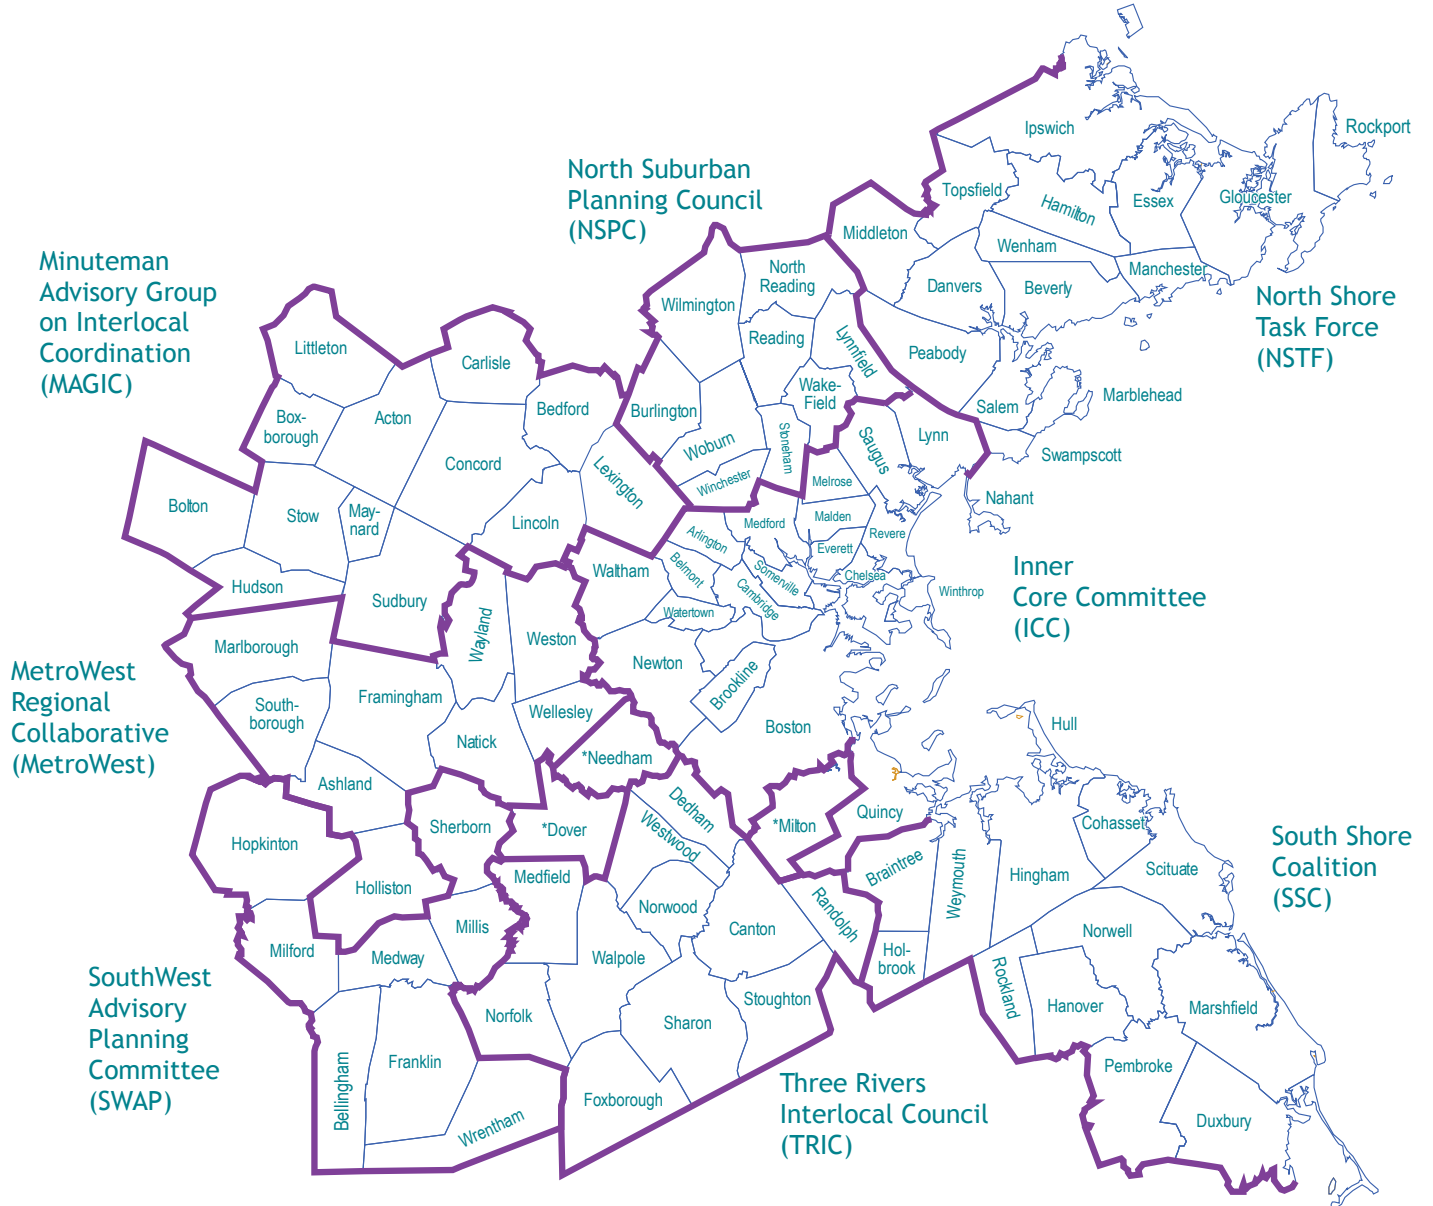 Ipswich
Rockport
North Suburban
Planning Council
(NSPC)
Topsfield
Hamilton
Essex
Gloucester
Middleton
Wenham
Minuteman
Advisory Group
on Interlocal
Coordination
(MAGIC)
North
Reading
Danvers
Beverly
Manchester
North Shore
Task Force
(NSTF)
Wilmington
Reading
Lynnfield
Peabody
Littleton
Carlisle
Wake-
Field
Marblehead
Salem
Box-
borough
Acton
Bedford
Burlington
Woburn
Stoneham
Saugus
Lynn
Swampscott
Concord
Lexington
Winchester
Melrose
Nahant
Bolton
Stow
May-
nard
Lincoln
Arlington
Medford
Malden
Revere
Everett
Hudson
Sudbury
Waltham
Belmont
Somerville
Cambridge
Chelsea
Winthrop
Watertown
Inner
Core Committee
(ICC)
Marlborough
Wayland
Weston
Newton
Brookline
MetroWest
Regional
Collaborative
(MetroWest)
South-
borough
Framingham
Wellesley
Boston
Hull
Natick
*Needham
Ashland
Dedham
Westwood
Quincy
*Milton
Hopkinton
Sherborn
*Dover
Cohasset
South Shore
Coalition
(SSC)
Holliston
Medfield
Braintree
Weymouth
Hingham
Scituate
Norwood
Randolph
Millis
Milford
Medway
Walpole
Canton
Hol-
brook
Norwell
SouthWest
Advisory
Planning
Committee
(SWAP)
Norfolk
Sharon
Stoughton
Rockland
Hanover
Marshfield
Bellingham
Franklin
Pembroke
Foxborough
Three Rivers
Interlocal Council
(TRIC)
Wrentham
Duxbury